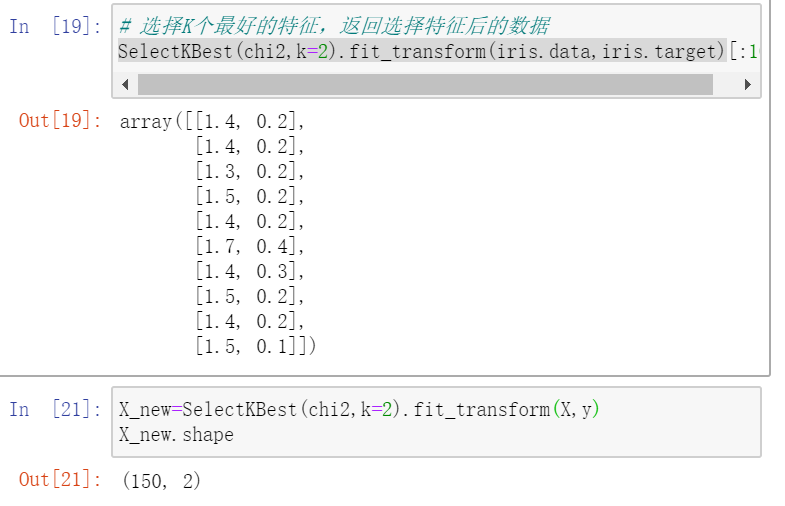 In [19]: # 选择K个最好的特征，返回选择特征后的数据
SelectKBest(chi2,k=2).fit_transform(iris.data,iris.target)[:1
Out[19]: array([[1.4, 0.2],
[1.4, 0.2],
[1.3, 0.2],
[1.5, 0.2],
[1.4, 0.2],
[1.7, 0.4],
[1.4, 0.3],
[1.5, 0.2],
[1.4, 0.2],
[1.5, 0.1]])
In [21]: X_new=SelectKBest(chi2,k=2).fit_transform(X,y)
X_new.shape
Out[21]: (150, 2)